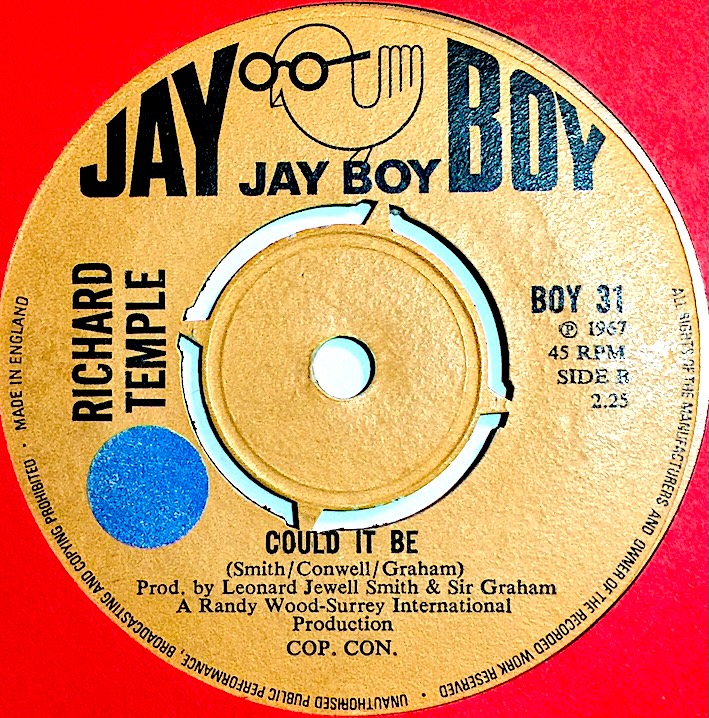 JAY BOY
JAY BOY
RICHARD
TEMPLE
BOY 31
℗ 1967
45 RPM
SIDE B
2.25
COULD IT BE
(Smith/Conwell/Graham)
Prod. by Leonard Jewell Smith & Sir Graham
A Randy Wood-Surrey International
Production
COP. CON.
ALL RIGHTS OF THE MANUFACTURERS AND OWNER OF THE RECORDED WORK RESERVED • UNAUTHORISED PUBLIC PERFORMANCE, BROADCASTING AND COPYING PROHIBITED • MADE IN ENGLAND